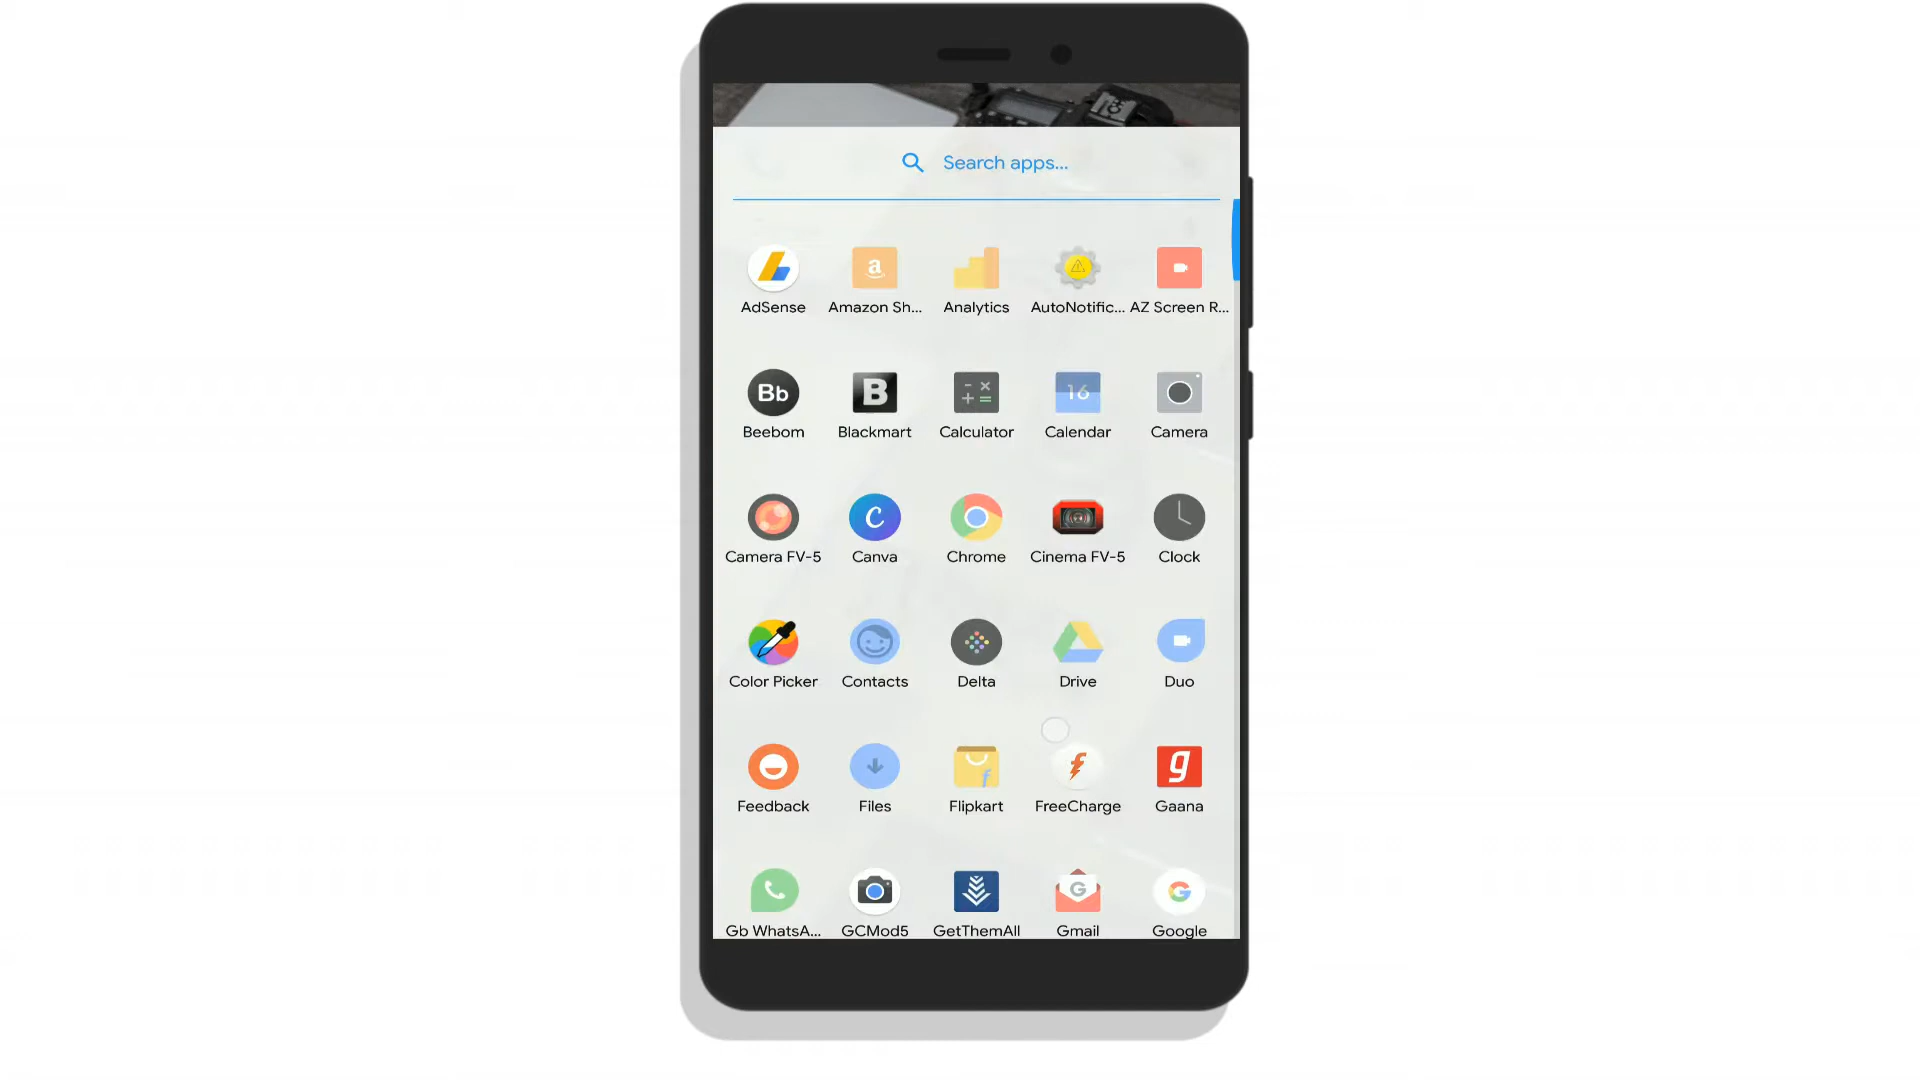 Search apps...
AdSense Amazon Sh... Analytics AutoNotific... AZ Screen R...
Bb B 16
Beebom Blackmart Calculator Calendar Camera
Camera FV-5 Canva Chrome Cinema FV-5 Clock
Color Picker Contacts Delta Drive Duo
Feedback Files Flipkart FreeCharge Gaana
Gb WhatsA... GCMod5 GetThemAll Gmail Google